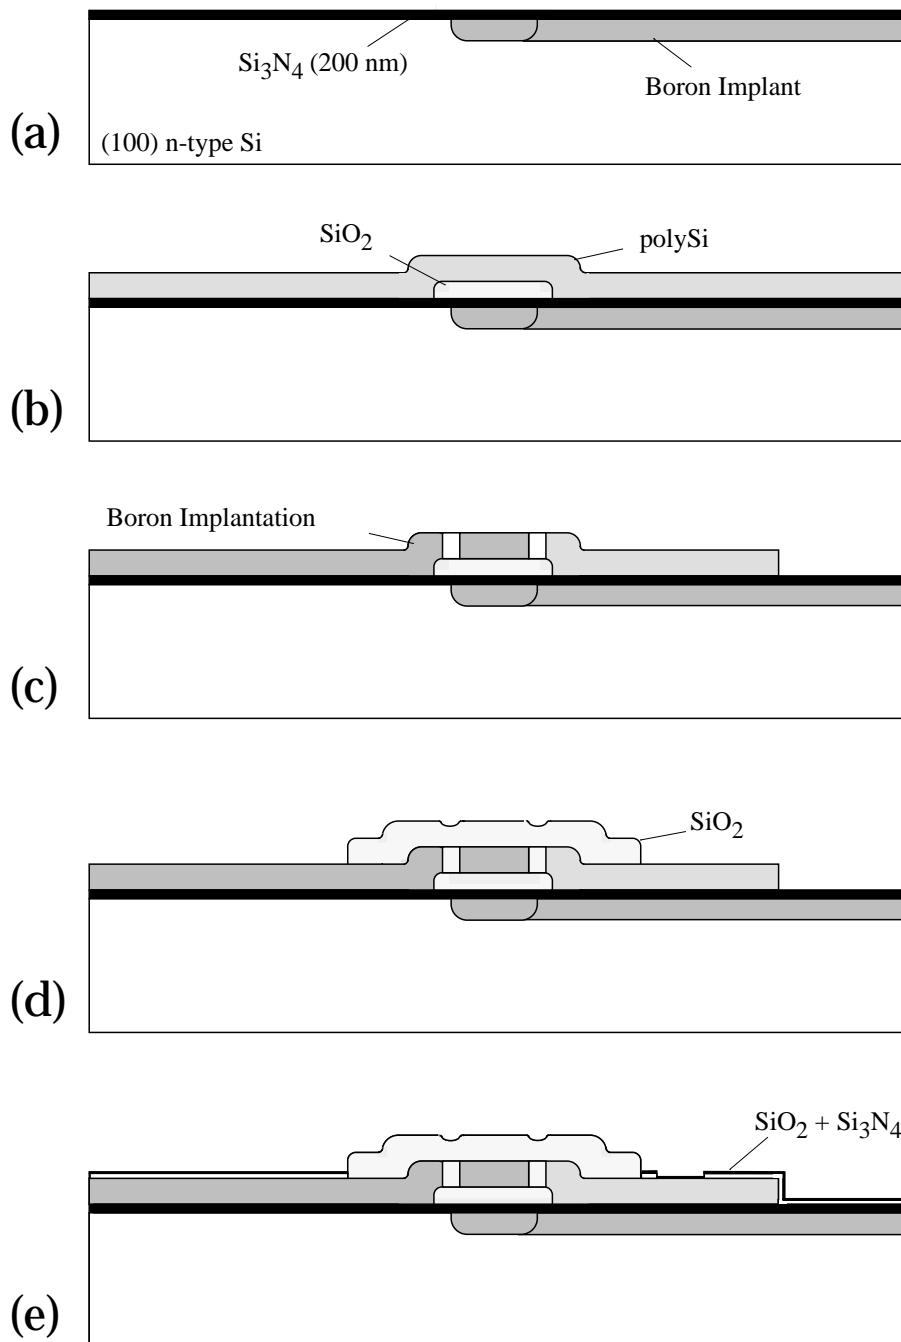 Si3N4 (200 nm)
Boron Implant
(a)
(100) n-type Si
SiO2
polySi
(b)
Boron Implantation
(c)
SiO2
(d)
SiO2 + Si3N4
(e)